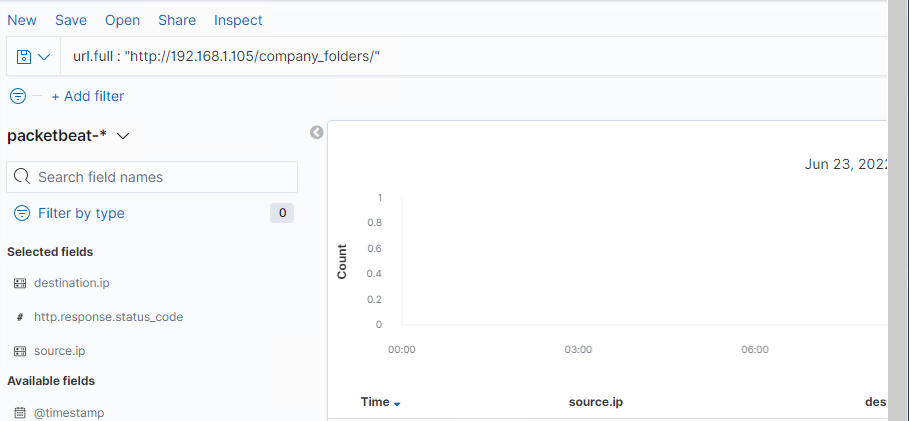 New Save Open Share Inspect
url.full : "http://192.168.1.105/company_folders/"
+ Add filter
packetbeat-*
Search field names
Filter by type 0
Selected fields
destination.ip
# http.response.status_code
source.ip
Available fields
@timestamp
Jun 23, 2022
Count
1
0.8
0.6
0.4
0.2
0
00:00 03:00 06:00
Time source.ip des